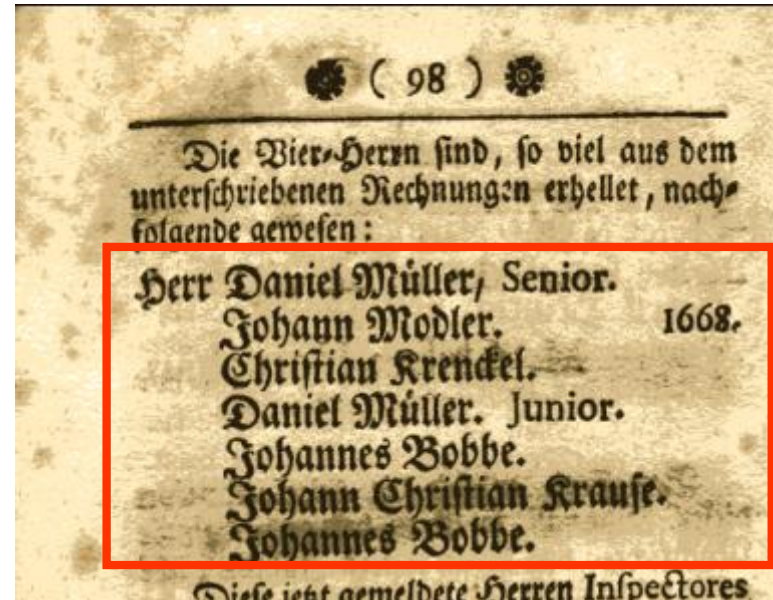 ( 98 )
Die Vier-Herrn sind, so viel aus dem
unterschriebenen Rechnungen erhellet, nach-
folgende gewesen:
Herr Daniel Müller, Senior.
Johann Modler. 1668.
Christian Krenckel.
Daniel Müller. Junior.
Johannes Bobbe.
Johann Christian Krause.
Johannes Bobbe.
Diese jetzt gemeldete Herren Inspectores